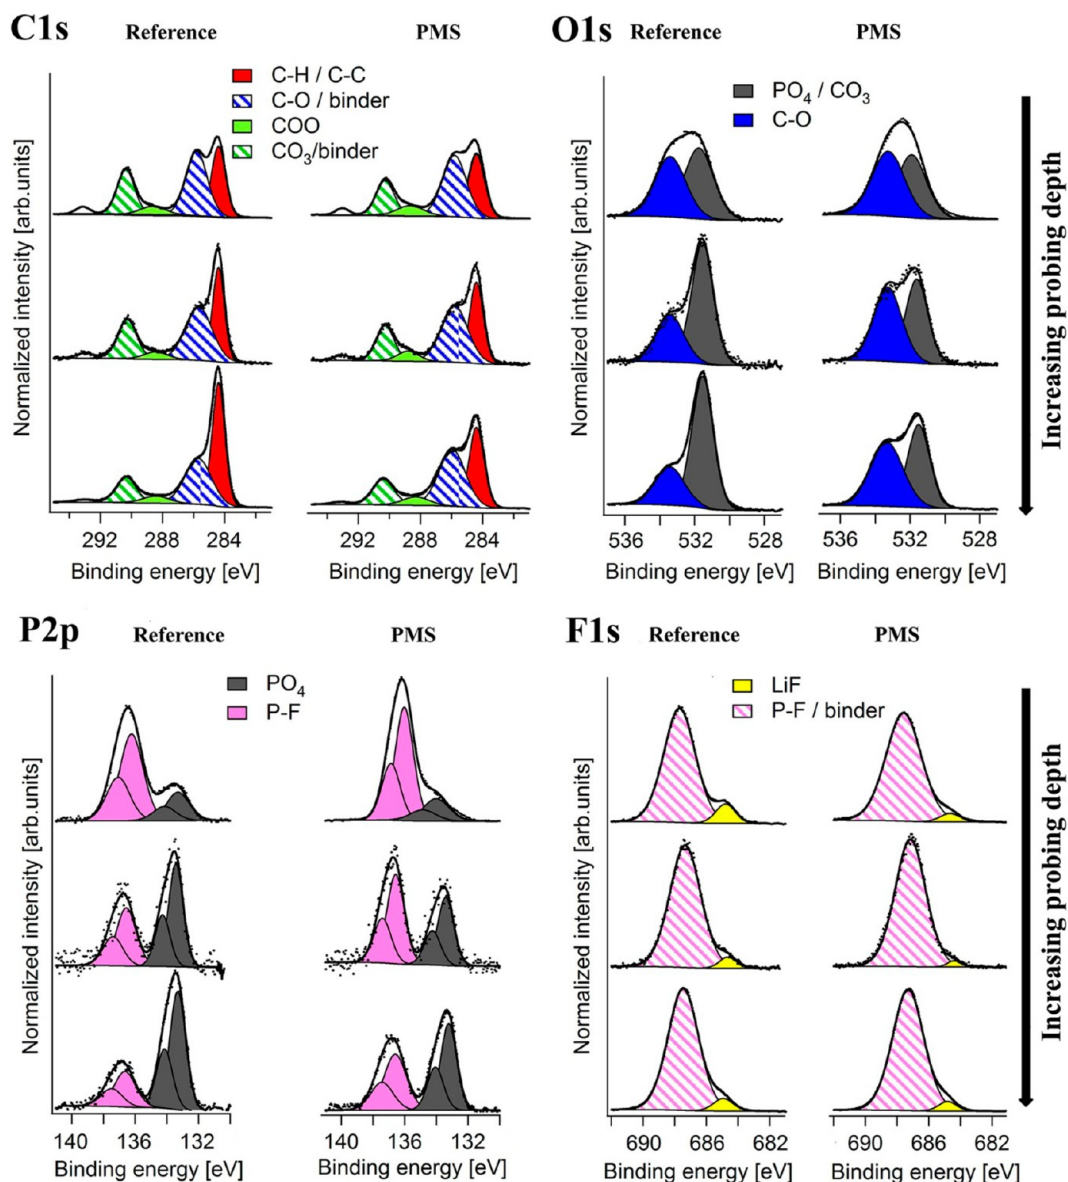 C1s
Reference
PMS
C-H / C-C
C-O / binder
COO
CO₃/binder
Normalized intensity [arb.units]
292 288 284
292 288 284
Binding energy [eV]
Binding energy [eV]
O1s
Reference
PMS
PO₄ / CO₃
C-O
Normalized intensity [arb.units]
536 532 528
536 532 528
Binding energy [eV]
Binding energy [eV]
Increasing probing depth
P2p
Reference
PMS
PO₄
P-F
Normalized intensity [arb.units]
140 136 132
140 136 132
Binding energy [eV]
Binding energy [eV]
F1s
Reference
PMS
LiF
P-F / binder
Normalized intensity [arb.units]
690 686 682
690 686 682
Binding energy [eV]
Binding energy [eV]
Increasing probing depth